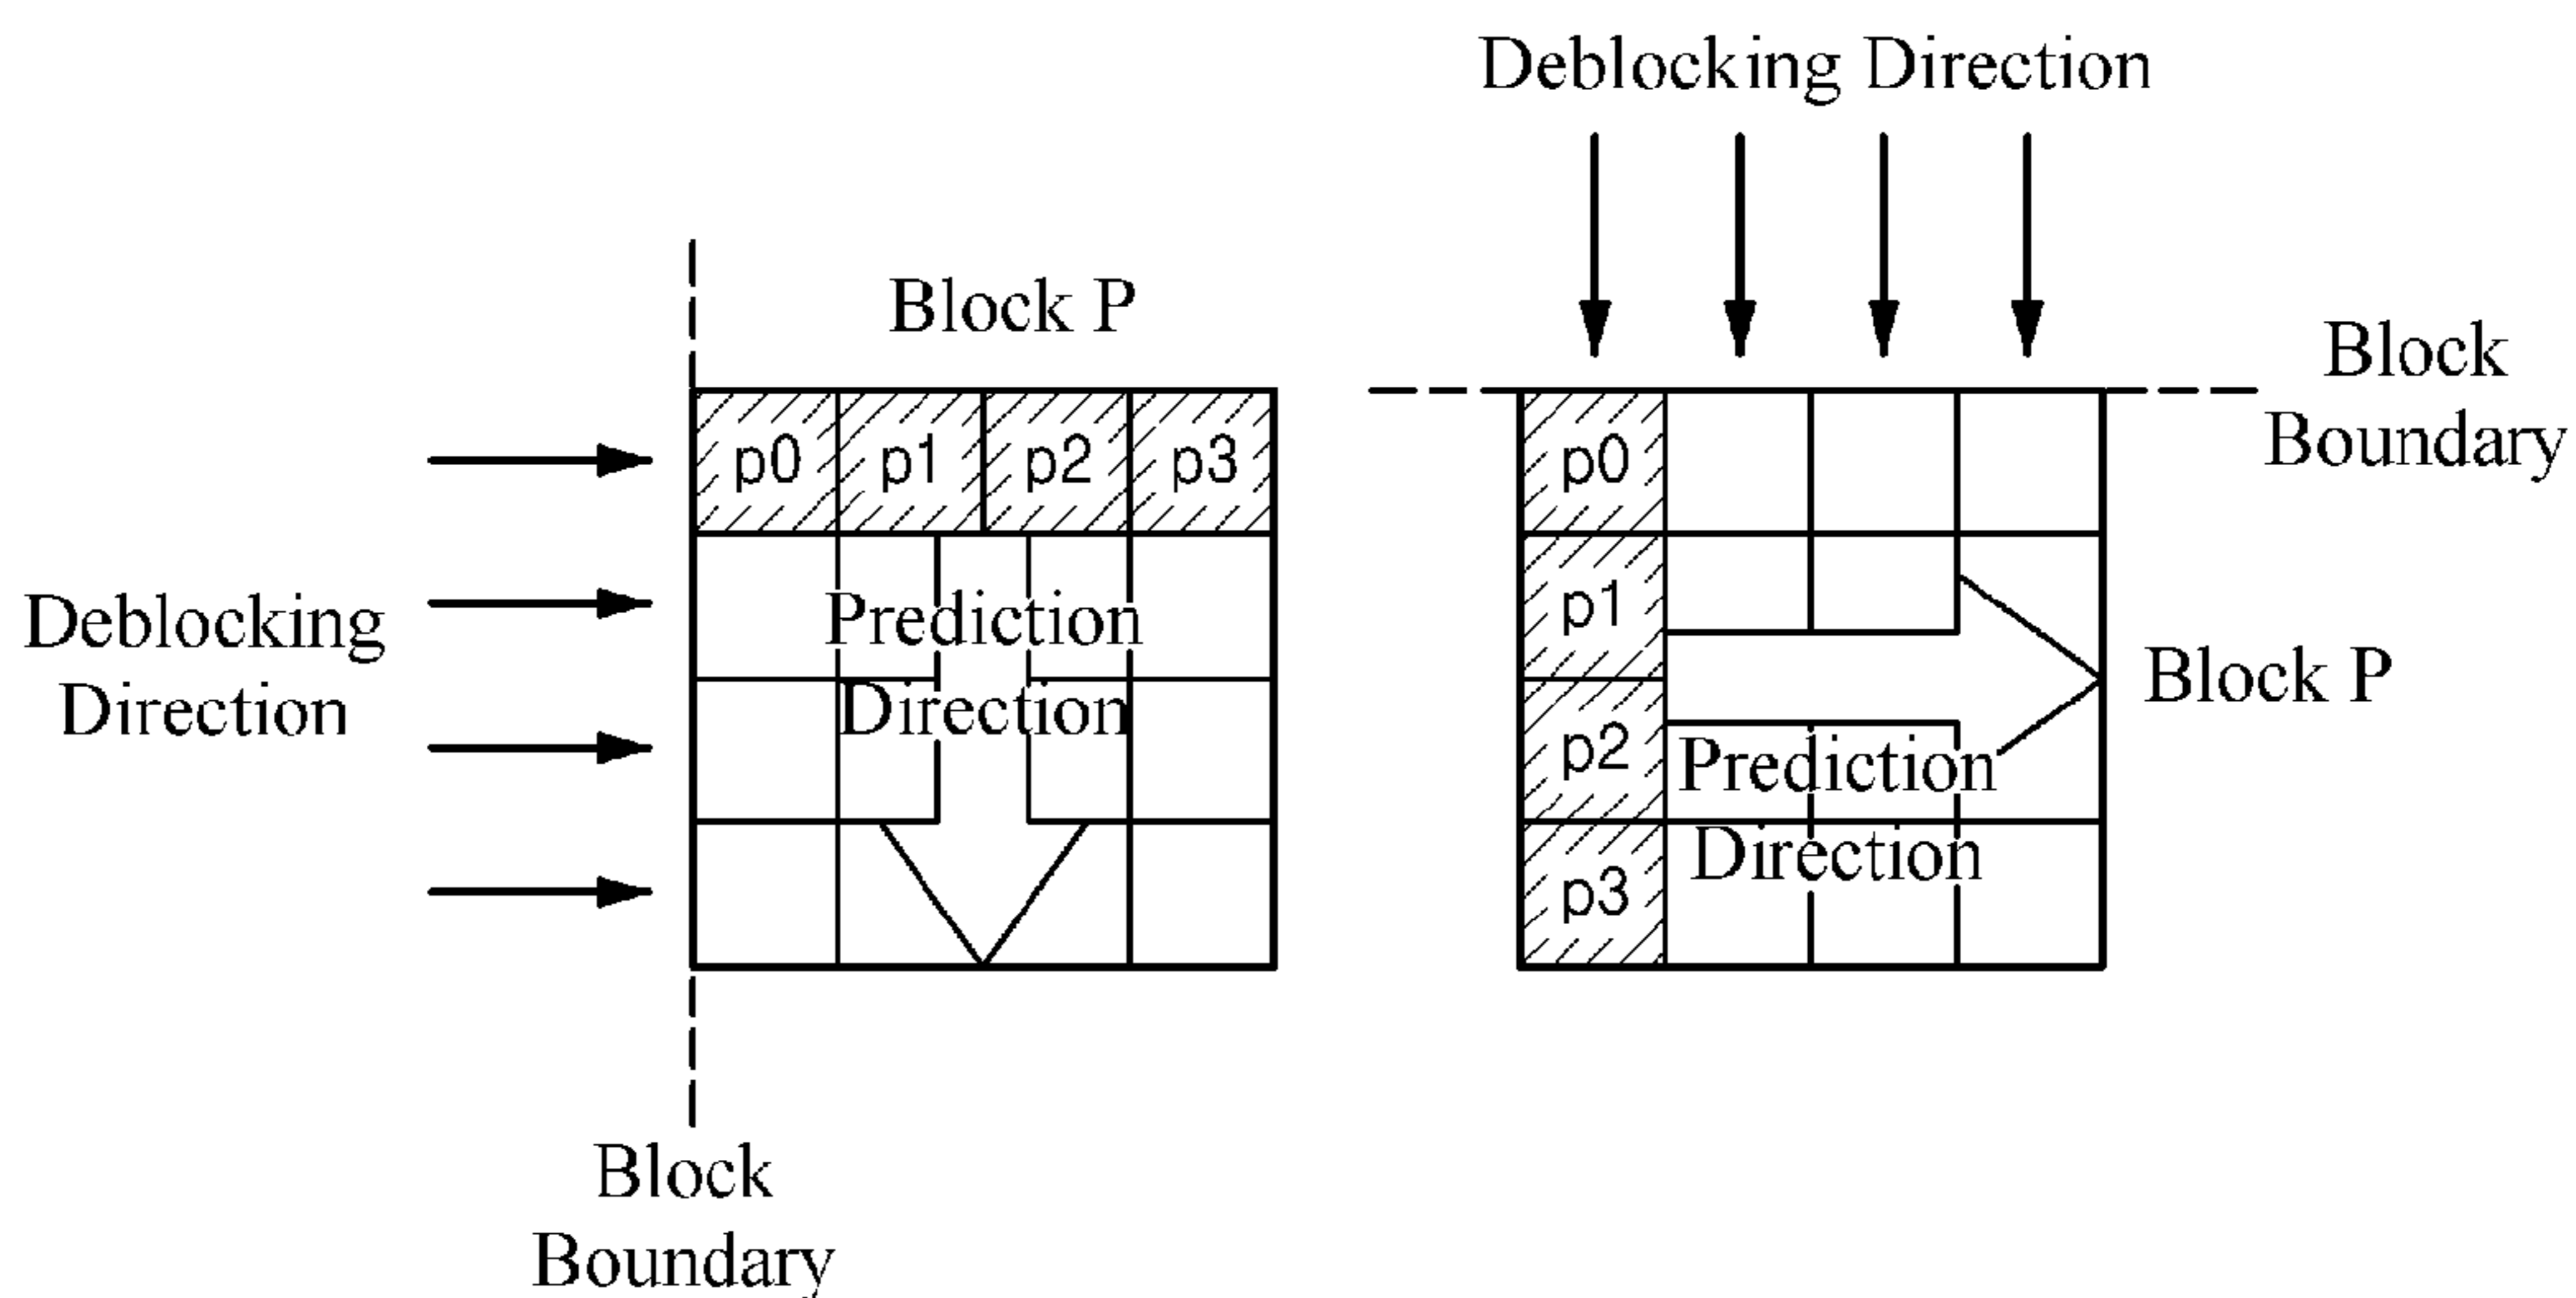 Deblocking Direction
Block P
Block
Boundary
p0 p1 p2 p3
Deblocking
Direction
Prediction
Direction
Block
Boundary
p0
p1
p2
p3
Block P
Prediction
Direction